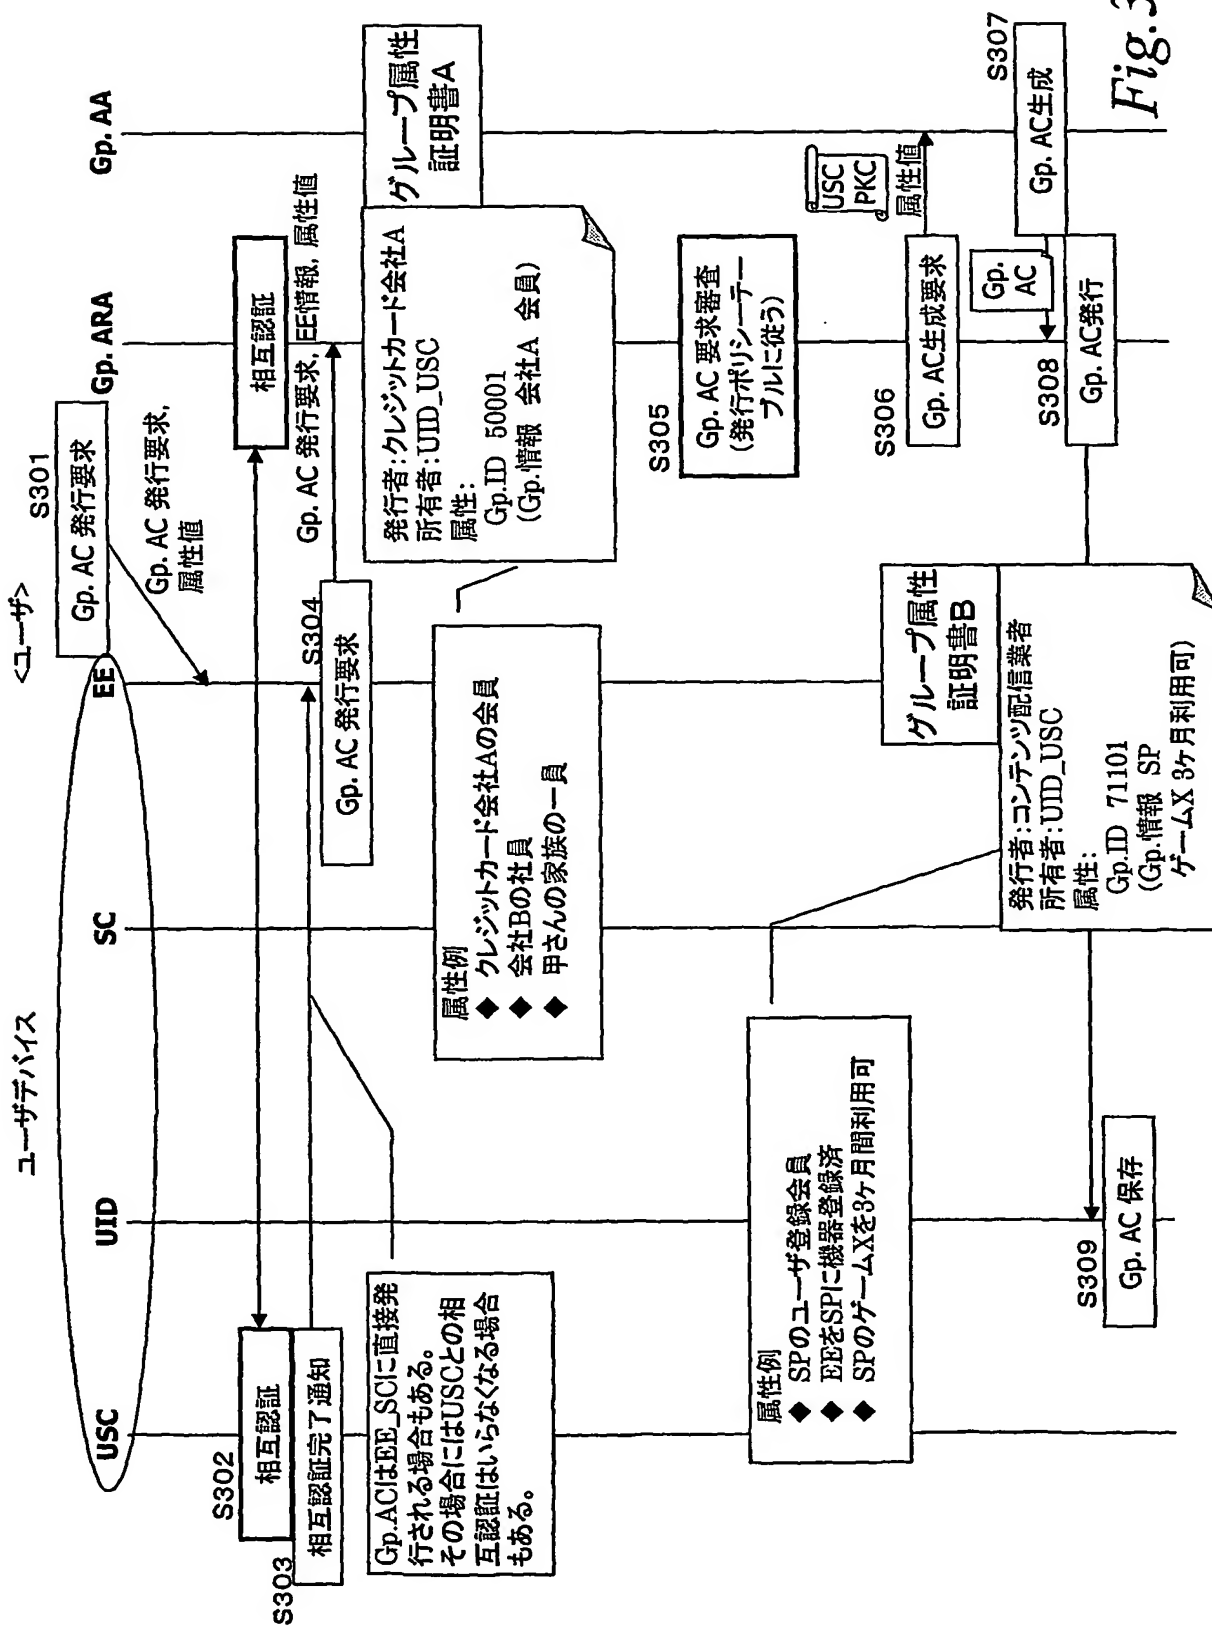 ユーザデバイス
<ユーザ>
USC
UID
SC
EE
Gp. ARA
Gp. AA
S301
Gp. AC 発行要求
Gp. AC 発行要求,
属性値
S302
相互認証
相互認証
S303
相互認証完了通知
S304
Gp. AC 発行要求
Gp. AC 発行要求, EE情報, 属性値
Gp.ACはEE_SCに直接発
行される場合もある。
その場合にはUSCとの相
互認証はいらなくなる場合
もある。
属性例
◆ クレジットカード会社Aの会員
◆ 会社Bの社員
◆ 甲さんの家族の一員
グループ属性
証明書A
発行者:クレジットカード会社A
所有者:UID_USC
属性:
Gp.ID 50001
(Gp.情報 会社A 会員)
S305
Gp. AC 要求審査
(発行ポリシーテー
ブルに従う)
属性例
◆ SPのユーザ登録会員
◆ EEをSPに機器登録済
◆ SPのゲームXを3ケ月間利用可
グループ属性
証明書B
発行者:コンテンツ配信業者
所有者:UID_USC
属性:
Gp.ID 71101
(Gp.情報 SP
ゲームX 3ケ月利用可)
S306
Gp. AC生成要求
USC
PKC
属性値
S307
Gp. AC生成
Gp.
AC
S308
Gp. AC発行
S309
Gp. AC 保存